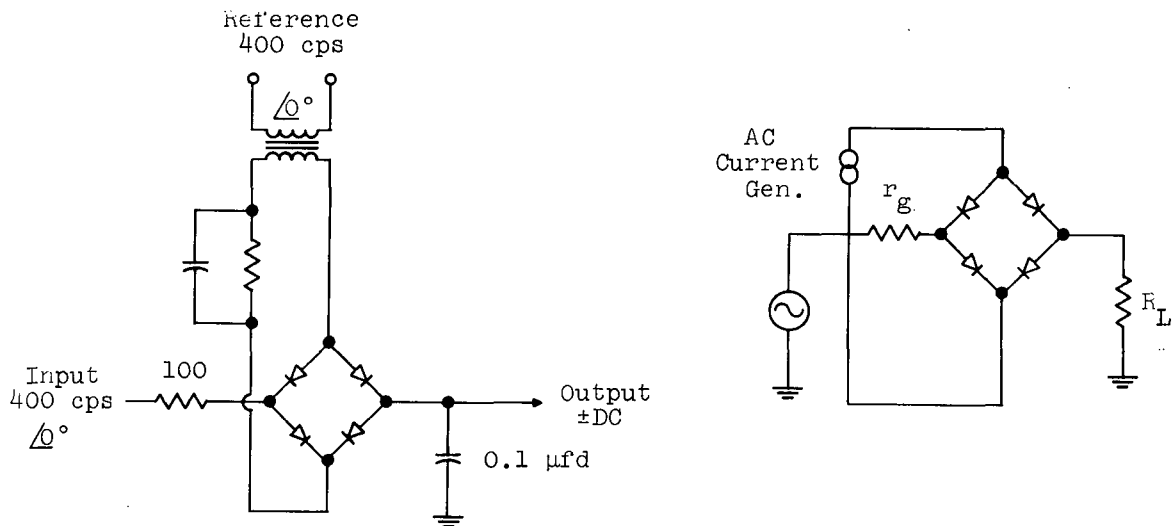 Reference
400 cps
∠0°
100
Input
400 cps
∠0°
Output
±DC
0.1 μfd
AC
Current
Gen.
r_g
R_L